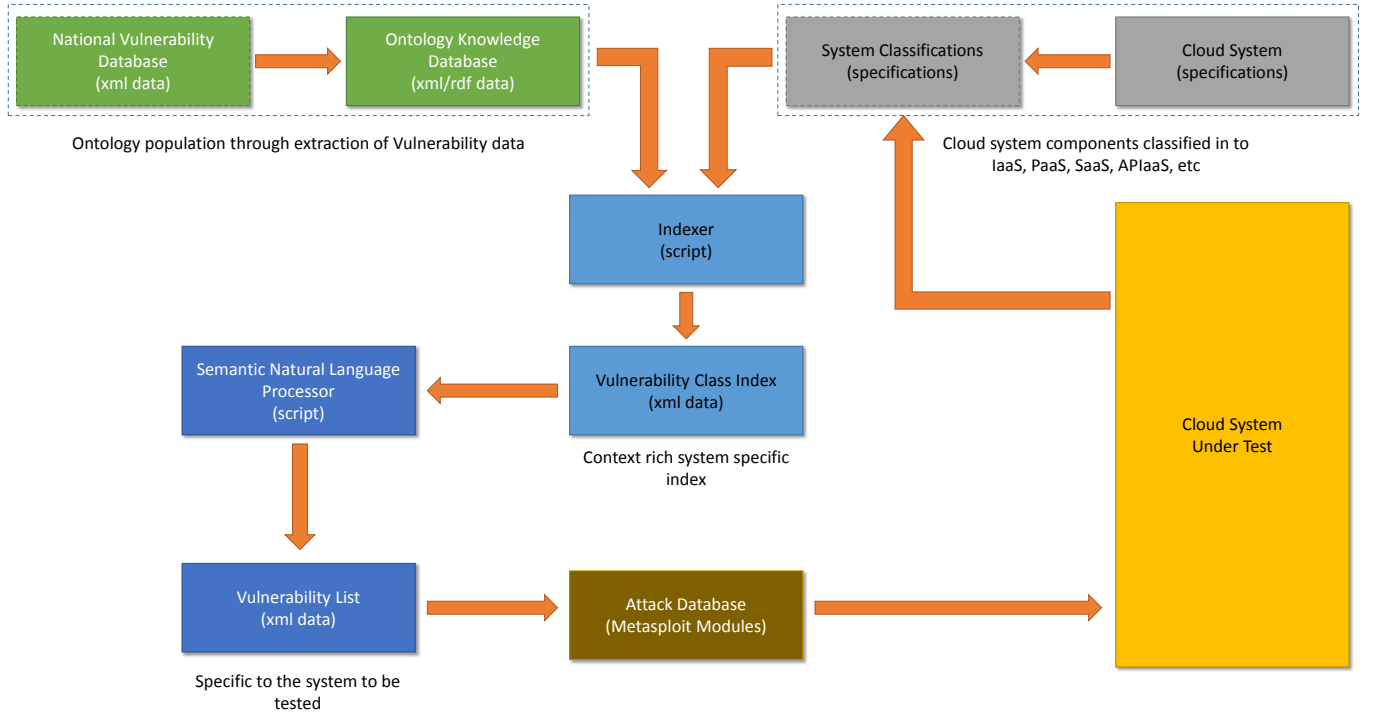 National Vulnerability
Database
(xml data)
Ontology Knowledge
Database
(xml/rdf data)
System Classifications
(specifications)
Cloud System
(specifications)
Ontology population through extraction of Vulnerability data
Cloud system components classified in to
IaaS, PaaS, SaaS, APIaaS, etc
Indexer
(script)
Semantic Natural Language
Processor
(script)
Vulnerability Class Index
(xml data)
Cloud System
Under Test
Context rich system specific
index
Vulnerability List
(xml data)
Attack Database
(Metasploit Modules)
Specific to the system to be
tested